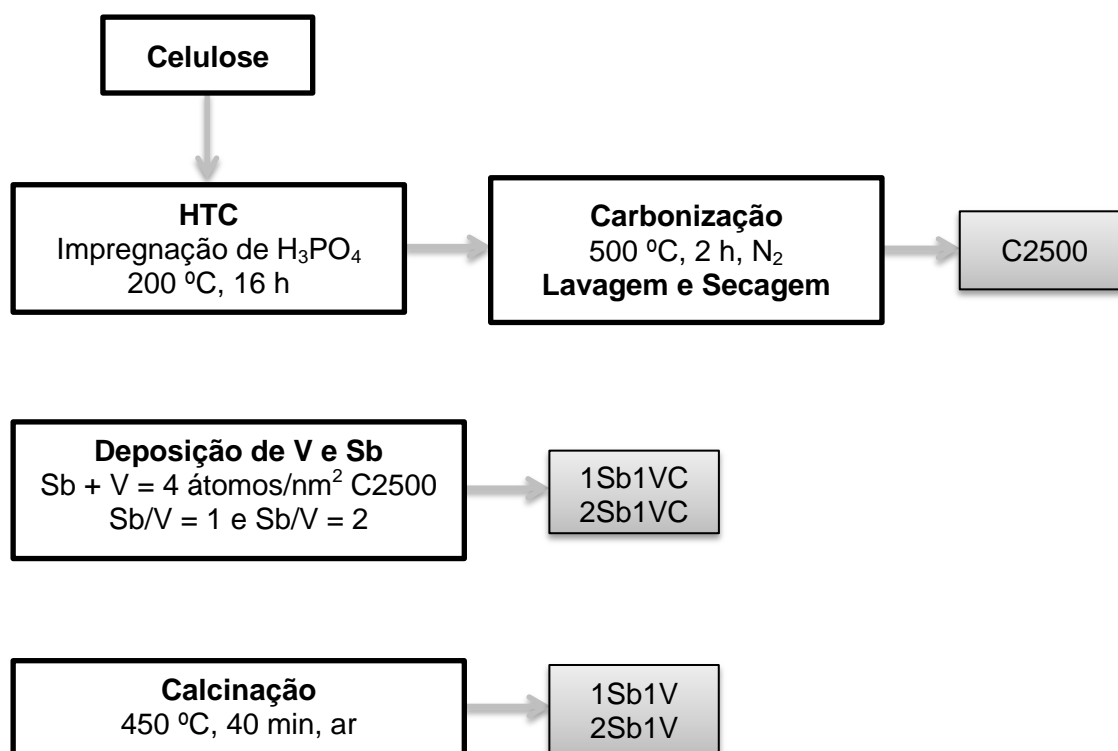 Celulose
HTC
Impregnação de H₃PO₄
200 ºC, 16 h
Carbonização
500 ºC, 2 h, N₂
Lavagem e Secagem
C2500
Deposição de V e Sb
Sb + V = 4 átomos/nm² C2500
Sb/V = 1 e Sb/V = 2
1Sb1VC
2Sb1VC
Calcinação
450 ºC, 40 min, ar
1Sb1V
2Sb1V